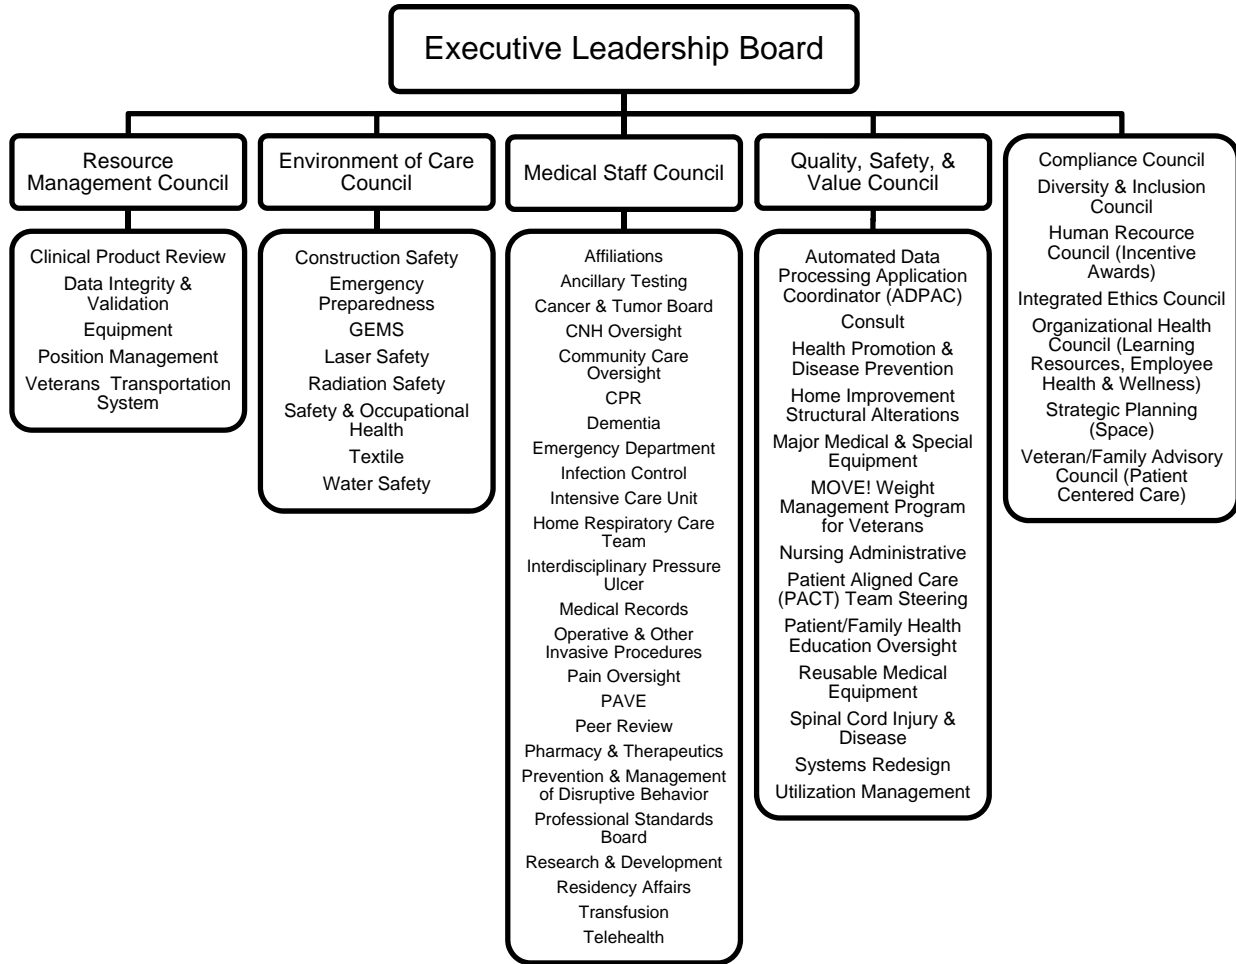 Executive Leadership Board
Resource
Management Council
Environment of Care
Council
Medical Staff Council
Quality, Safety, &
Value Council
Clinical Product Review
Data Integrity &
Validation
Equipment
Position Management
Veterans Transportation
System
Construction Safety
Emergency
Preparedness
GEMS
Laser Safety
Radiation Safety
Safety & Occupational
Health
Textile
Water Safety
Affiliations
Ancillary Testing
Cancer & Tumor Board
CNH Oversight
Community Care
Oversight
CPR
Dementia
Emergency Department
Infection Control
Intensive Care Unit
Home Respiratory Care
Team
Interdisciplinary Pressure
Ulcer
Medical Records
Operative & Other
Invasive Procedures
Pain Oversight
PAVE
Peer Review
Pharmacy & Therapeutics
Prevention & Management
of Disruptive Behavior
Professional Standards
Board
Research & Development
Residency Affairs
Transfusion
Telehealth
Automated Data
Processing Application
Coordinator (ADPAC)
Consult
Health Promotion &
Disease Prevention
Home Improvement
Structural Alterations
Major Medical & Special
Equipment
MOVE! Weight
Management Program
for Veterans
Nursing Administrative
Patient Aligned Care
(PACT) Team Steering
Patient/Family Health
Education Oversight
Reusable Medical
Equipment
Spinal Cord Injury &
Disease
Systems Redesign
Utilization Management
Compliance Council
Diversity & Inclusion
Council
Human Recource
Council (Incentive
Awards)
Integrated Ethics Council
Organizational Health
Council (Learning
Resources, Employee
Health & Wellness)
Strategic Planning
(Space)
Veteran/Family Advisory
Council (Patient
Centered Care)